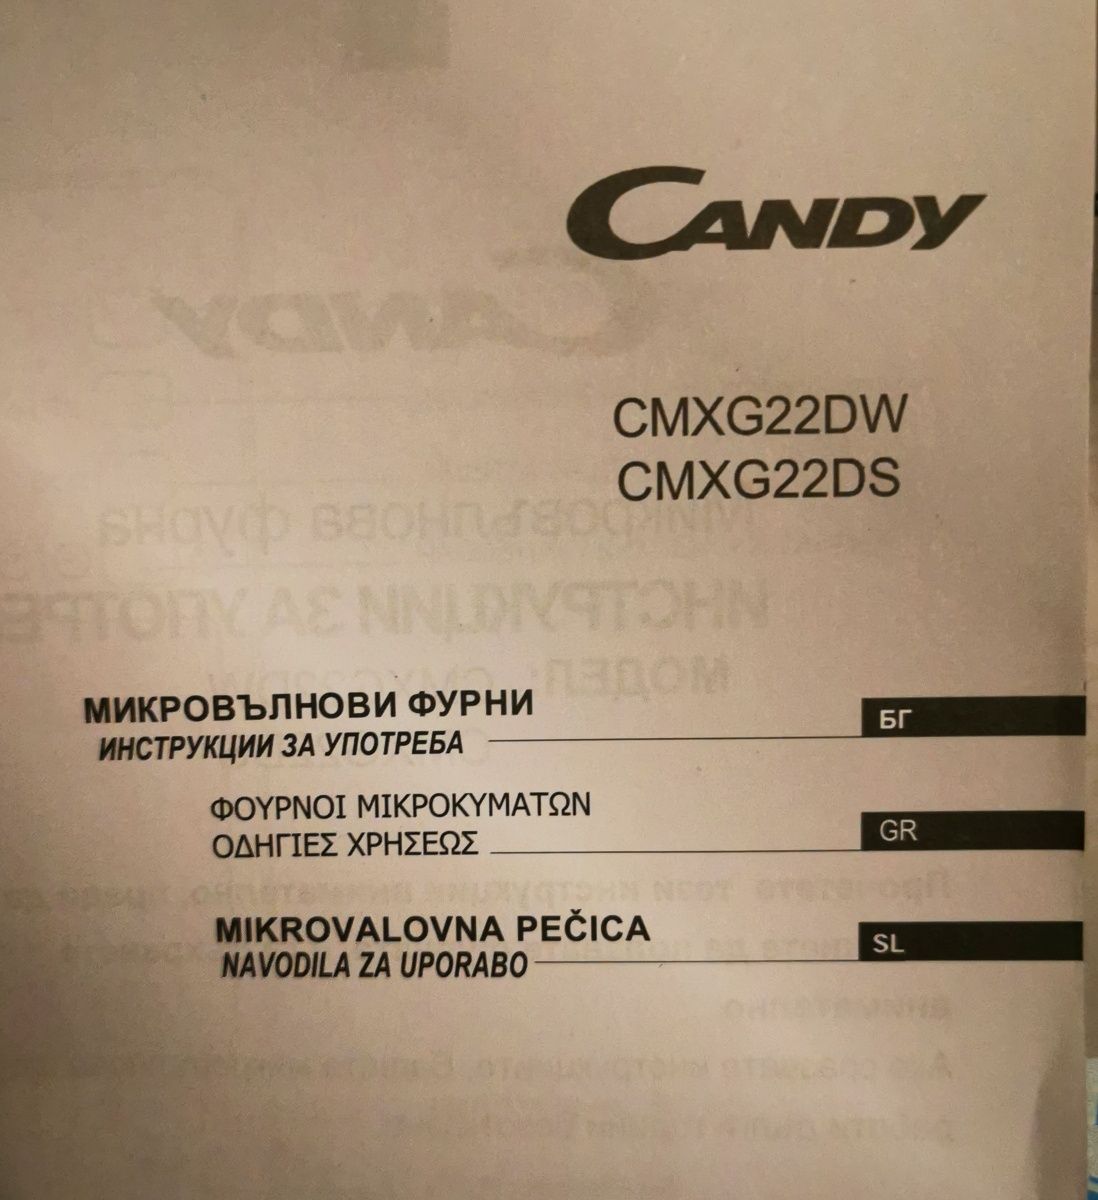 CANDY
CMXG22DW
CMXG22DS
МИКРОВЪЛНОВИ ФУРНИ
ИНСТРУКЦИИ ЗА УПОТРЕБА
БГ
ΦΟΥΡΝΟΙ ΜΙΚΡΟΚΥΜΑΤΩΝ
ΟΔΗΓΙΕΣ ΧΡΗΣΕΩΣ
GR
MIKROVALOVNA PEČICA
NAVODILA ZA UPORABO
SL